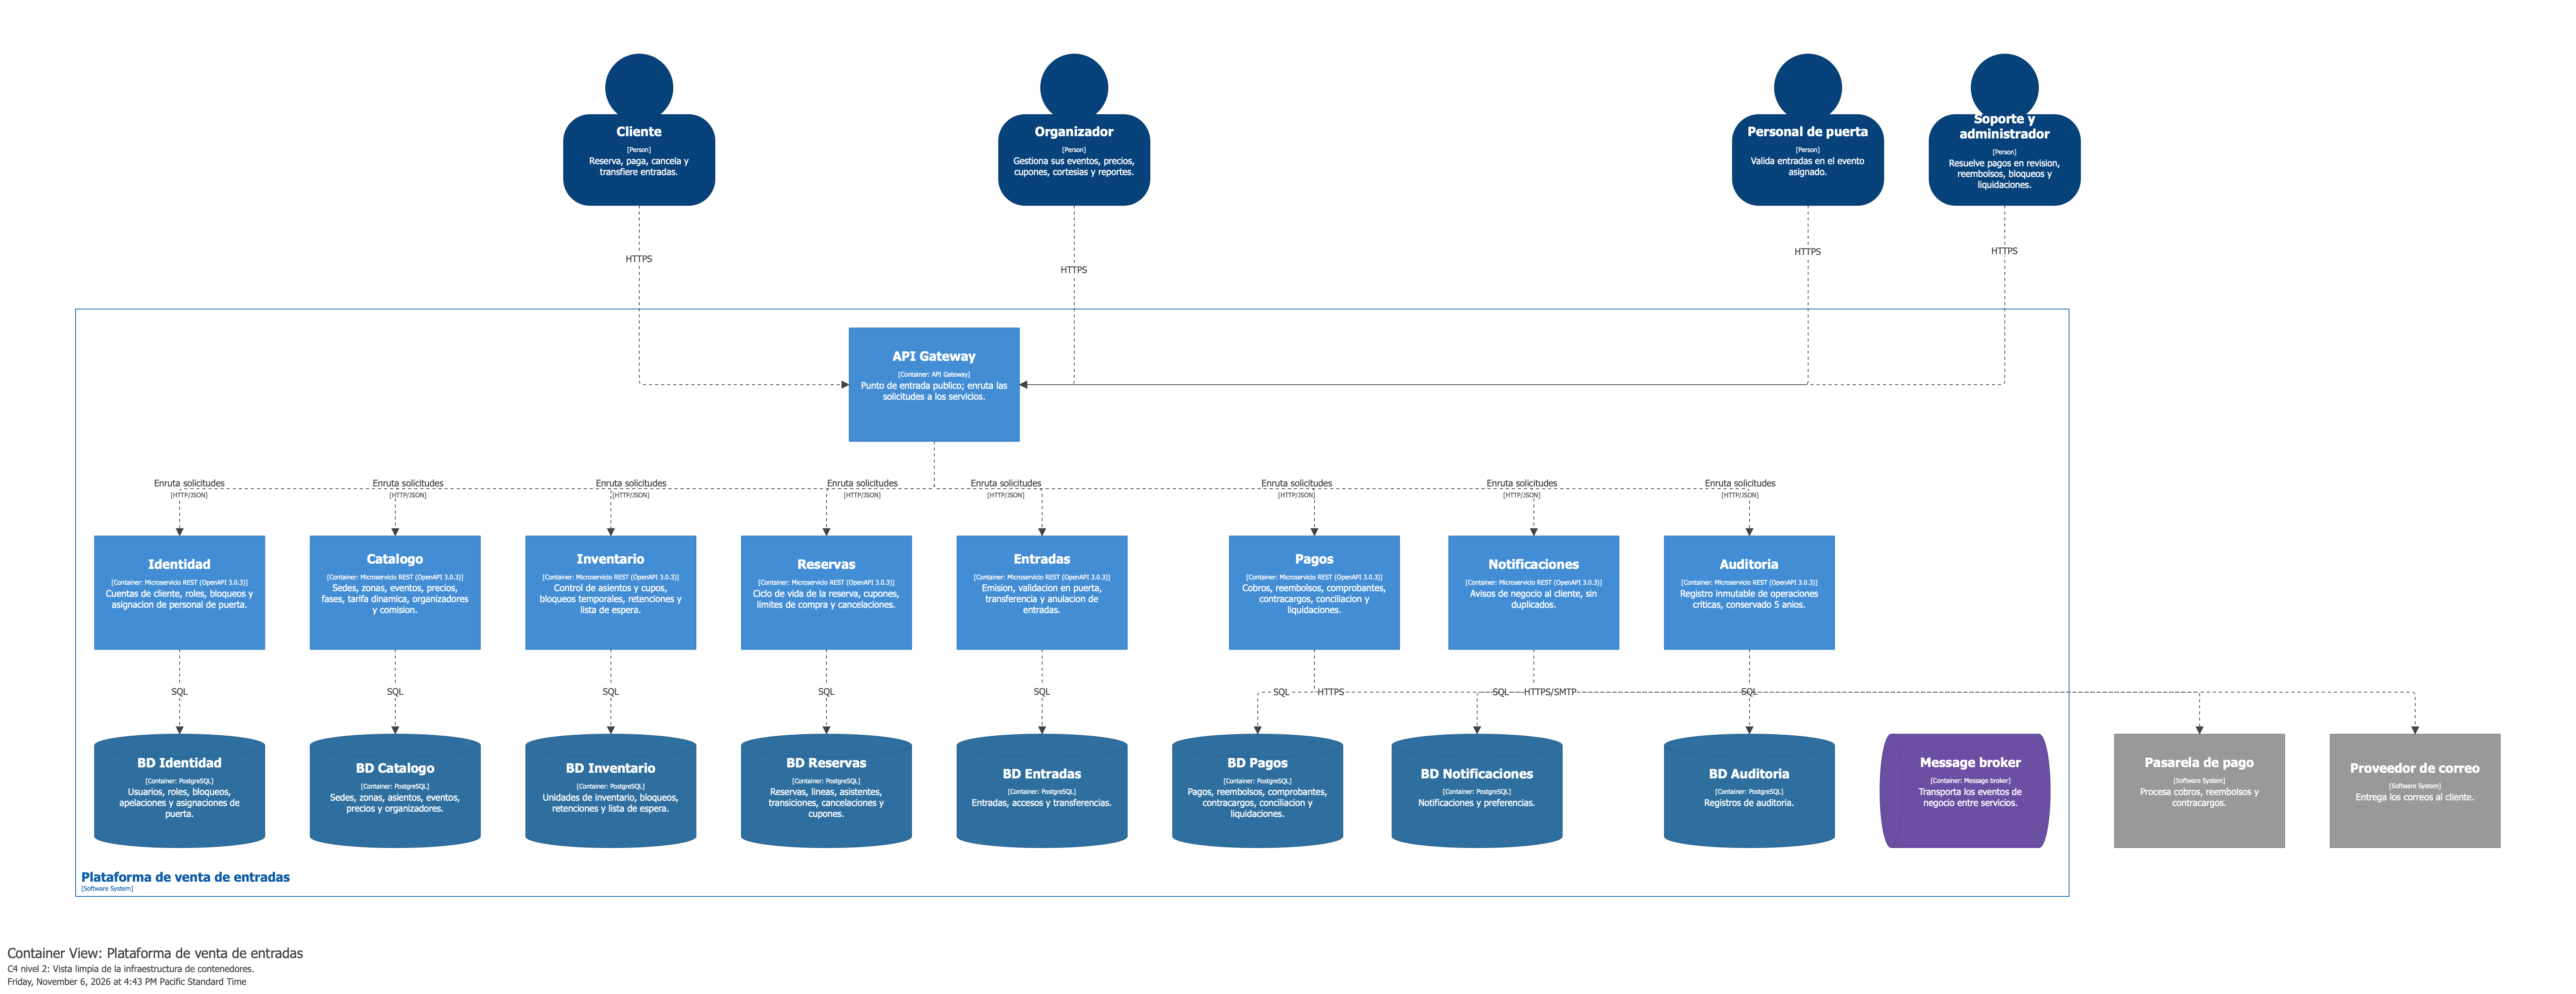 Cliente
[Person]
Reserva, paga, cancela y
transfiere entradas.
Organizador
[Person]
Gestiona sus eventos, precios,
cupones, cortesias y reportes.
Personal de puerta
[Person]
Valida entradas en el evento
asignado.
Soporte y
administrador
[Person]
Resuelve pagos en revision,
reembolsos, bloqueos y
liquidaciones.
HTTPS
HTTPS
HTTPS
HTTPS
API Gateway
[Container: API Gateway]
Punto de entrada publico; enruta las
solicitudes a los servicios.
Enruta solicitudes
[HTTP/JSON]
Enruta solicitudes
[HTTP/JSON]
Enruta solicitudes
[HTTP/JSON]
Enruta solicitudes
[HTTP/JSON]
Enruta solicitudes
[HTTP/JSON]
Enruta solicitudes
[HTTP/JSON]
Enruta solicitudes
[HTTP/JSON]
Enruta solicitudes
[HTTP/JSON]
Identidad
[Container: Microservicio REST (OpenAPI 3.0.3)]
Cuentas de cliente, roles, bloqueos y
asignacion de personal de puerta.
Catalogo
[Container: Microservicio REST (OpenAPI 3.0.3)]
Sedes, zonas, eventos, precios,
fases, tarifa dinamica, organizadores
y comision.
Inventario
[Container: Microservicio REST (OpenAPI 3.0.3)]
Control de asientos y cupos,
bloqueos temporales, retenciones y
lista de espera.
Reservas
[Container: Microservicio REST (OpenAPI 3.0.3)]
Ciclo de vida de la reserva, cupones,
limites de compra y cancelaciones.
Entradas
[Container: Microservicio REST (OpenAPI 3.0.3)]
Emision, validacion en puerta,
transferencia y anulacion de
entradas.
Pagos
[Container: Microservicio REST (OpenAPI 3.0.3)]
Cobros, reembolsos, comprobantes,
contracargos, conciliacion y
liquidaciones.
Notificaciones
[Container: Microservicio REST (OpenAPI 3.0.3)]
Avisos de negocio al cliente, sin
duplicados.
Auditoria
[Container: Microservicio REST (OpenAPI 3.0.3)]
Registro inmutable de operaciones
criticas, conservado 5 anios.
SQL
SQL
SQL
SQL
SQL
SQL
HTTPS
SQL
HTTPS/SMTP
SQL
BD Identidad
[Container: PostgreSQL]
Usuarios, roles, bloqueos,
apelaciones y asignaciones de
puerta.
BD Catalogo
[Container: PostgreSQL]
Sedes, zonas, asientos, eventos,
precios y organizadores.
BD Inventario
[Container: PostgreSQL]
Unidades de inventario, bloqueos,
retenciones y lista de espera.
BD Reservas
[Container: PostgreSQL]
Reservas, lineas, asistentes,
transiciones, cancelaciones y
cupones.
BD Entradas
[Container: PostgreSQL]
Entradas, accesos y transferencias.
BD Pagos
[Container: PostgreSQL]
Pagos, reembolsos, comprobantes,
contracargos, conciliacion y
liquidaciones.
BD Notificaciones
[Container: PostgreSQL]
Notificaciones y preferencias.
BD Auditoria
[Container: PostgreSQL]
Registros de auditoria.
Message broker
[Container: Message broker]
Transporta los eventos de
negocio entre servicios.
Pasarela de pago
[Software System]
Procesa cobros, reembolsos y
contracargos.
Proveedor de correo
[Software System]
Entrega los correos al cliente.
Plataforma de venta de entradas
[Software System]
Container View: Plataforma de venta de entradas
C4 nivel 2: Vista limpia de la infraestructura de contenedores.
Friday, November 6, 2026 at 4:43 PM Pacific Standard Time